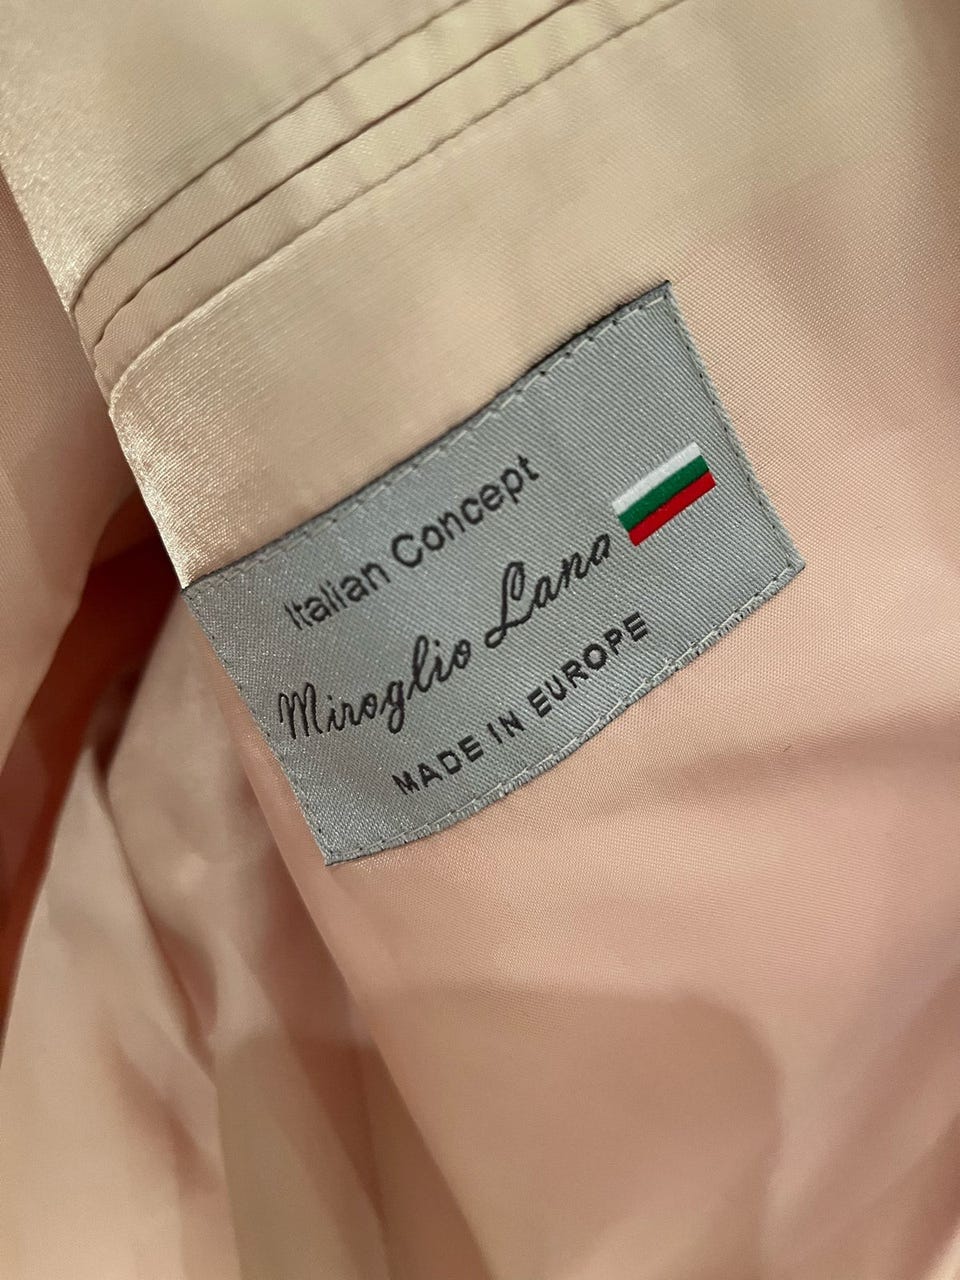 Italian Concept
Miroglio Lana
MADE IN EUROPE